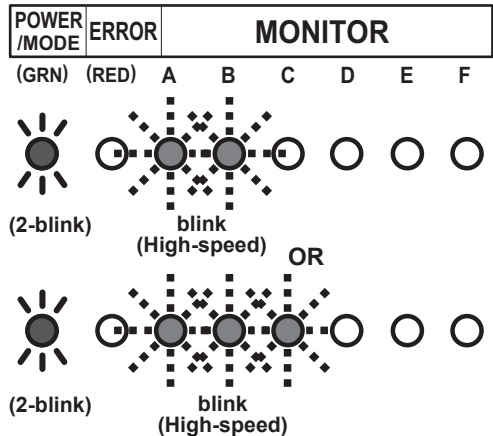 POWER /MODE ERROR MONITOR
(GRN) (RED) A B C D E F
(2-blink)
blink
(High-speed)
OR
(2-blink)
blink
(High-speed)